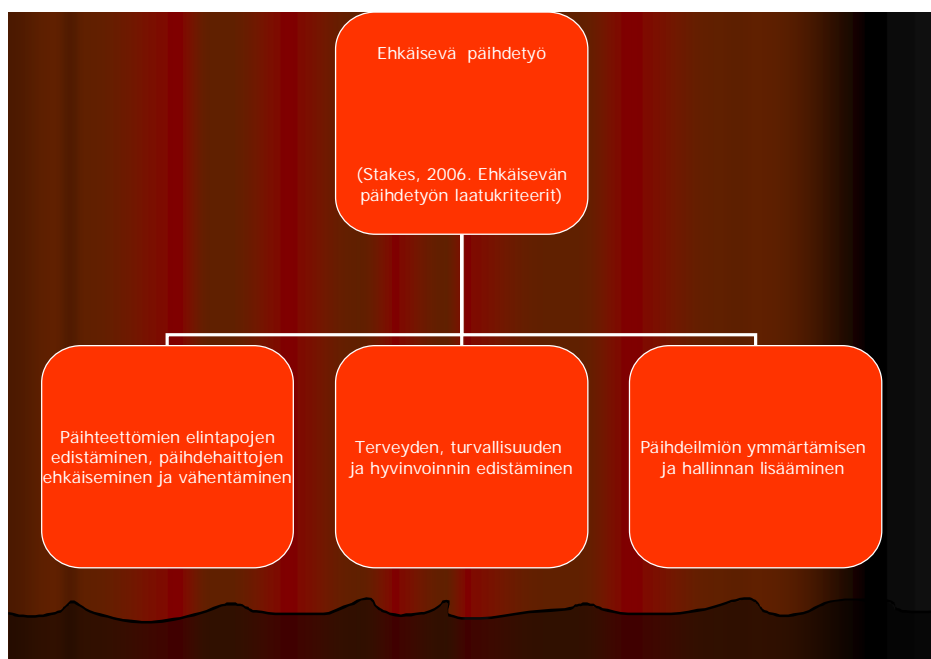 Ehkäisevä päihdetyö
(Stakes, 2006. Ehkäisevän
päihdetyön laatukriteerit)
Päihteettömien elintapojen
edistäminen, päihdehaittojen
ehkäiseminen ja vähentäminen
Terveyden, turvallisuuden
ja hyvinvoinnin edistäminen
Päihdeilmiön ymmärtämisen
ja hallinnan lisääminen